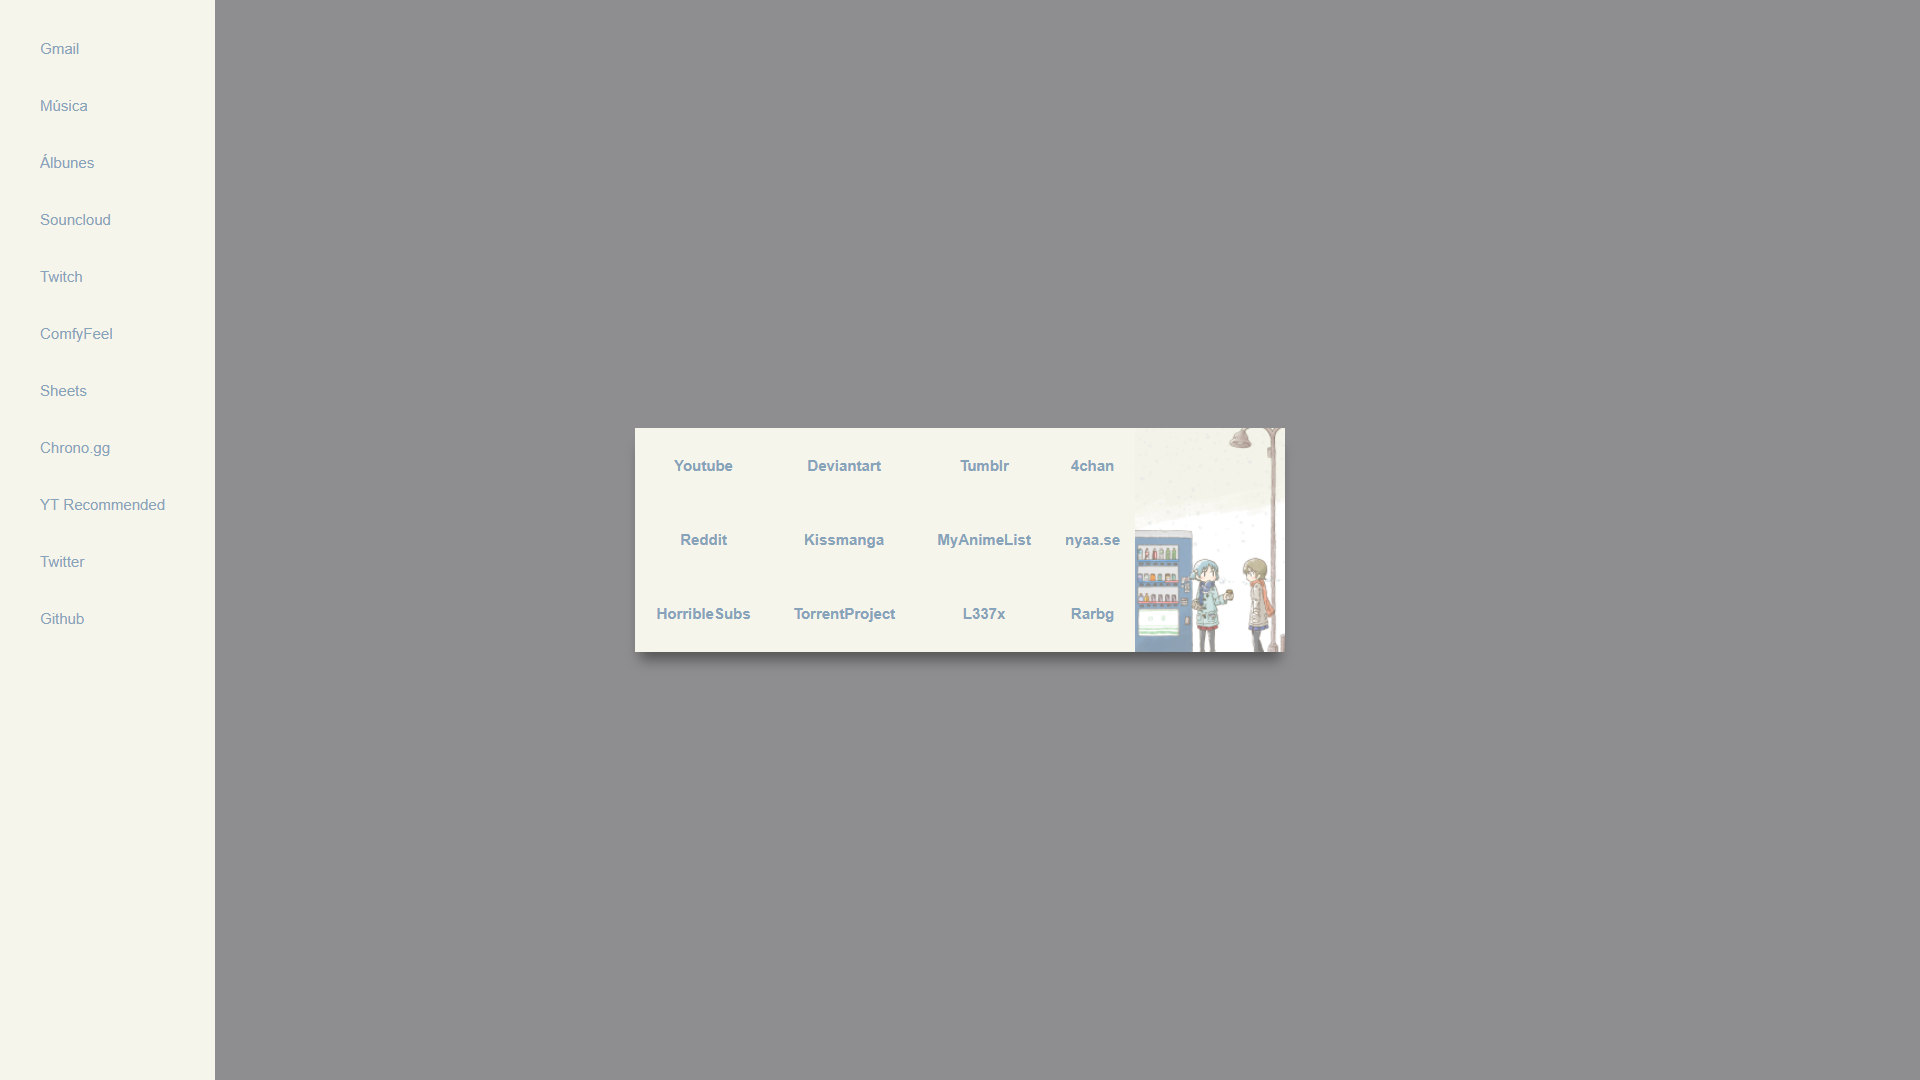 Gmail
Música
Álbunes
Souncloud
Twitch
ComfyFeel
Sheets
Chrono.gg
YT Recommended
Twitter
Github
Youtube Deviantart Tumblr 4chan
Reddit Kissmanga MyAnimeList nyaa.se
HorribleSubs TorrentProject L337x Rarbg